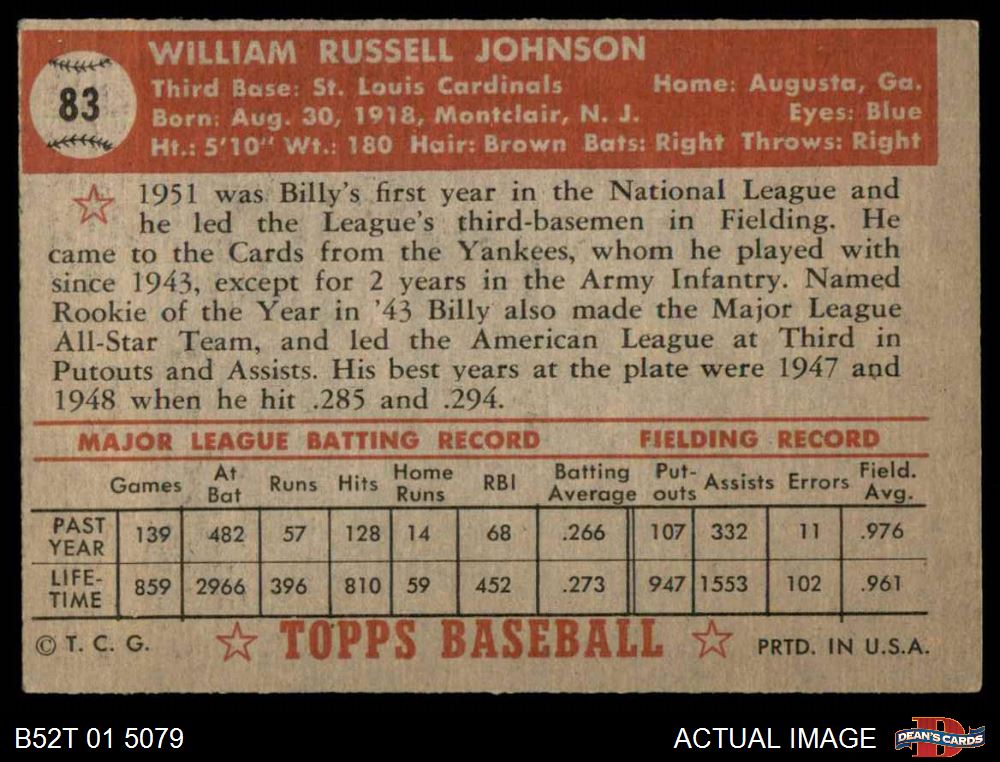 WILLIAM RUSSELL JOHNSON
83
Third Base: St. Louis Cardinals Home: Augusta, Ga.
Born: Aug. 30, 1918, Montclair, N. J. Eyes: Blue
Ht.: 5'10" Wt.: 180 Hair: Brown Bats: Right Throws: Right
1951 was Billy's first year in the National League and
he led the League's third-basemen in Fielding. He
came to the Cards from the Yankees, whom he played with
since 1943, except for 2 years in the Army Infantry. Named
Rookie of the Year in '43 Billy also made the Major League
All-Star Team, and led the American League at Third in
Putouts and Assists. His best years at the plate were 1947 and
1948 when he hit .285 and .294.
MAJOR LEAGUE BATTING RECORD FIELDING RECORD
Games At Bat Runs Hits Home Runs RBI Batting Average Put-outs Assists Errors Field. Avg.
PAST YEAR 139 482 57 128 14 68 .266 107 332 11 .976
LIFE-TIME 859 2966 396 810 59 452 .273 947 1553 102 .961
© T. C. G. TOPPS BASEBALL PRTD. IN U.S.A.
B52T 01 5079 ACTUAL IMAGE D DEAN'S CARDS